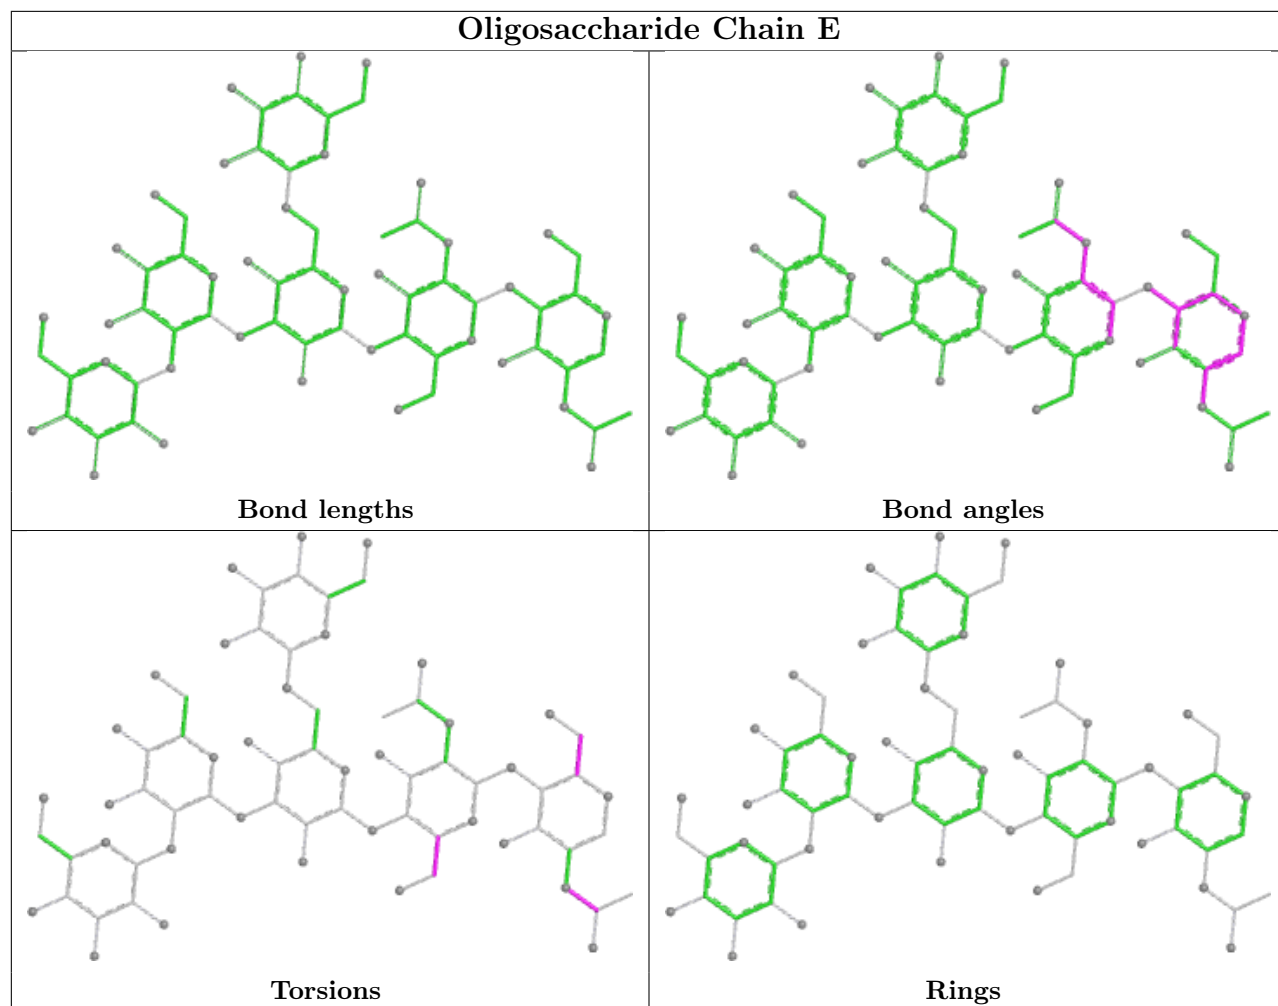 Oligosaccharide Chain E
Bond lengths
Bond angles
Torsions
Rings